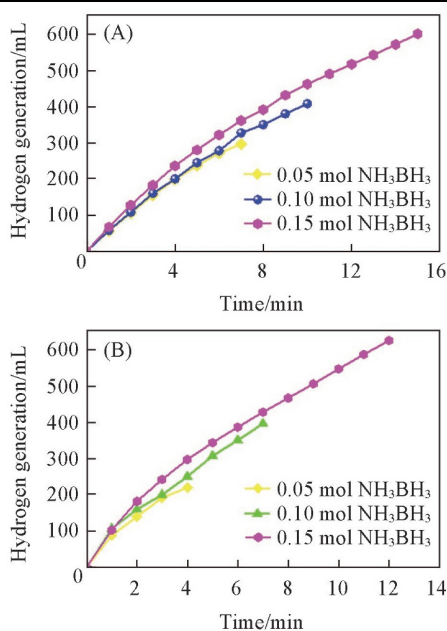 (A)
600
500
400
300
200
100
0
4
8
12
16
Hydrogen generation/mL
0.05 mol NH₃BH₃
0.10 mol NH₃BH₃
0.15 mol NH₃BH₃
Time/min
(B)
600
500
400
300
200
100
0
2
4
6
8
10
12
14
Hydrogen generation/mL
0.05 mol NH₃BH₃
0.10 mol NH₃BH₃
0.15 mol NH₃BH₃
Time/min